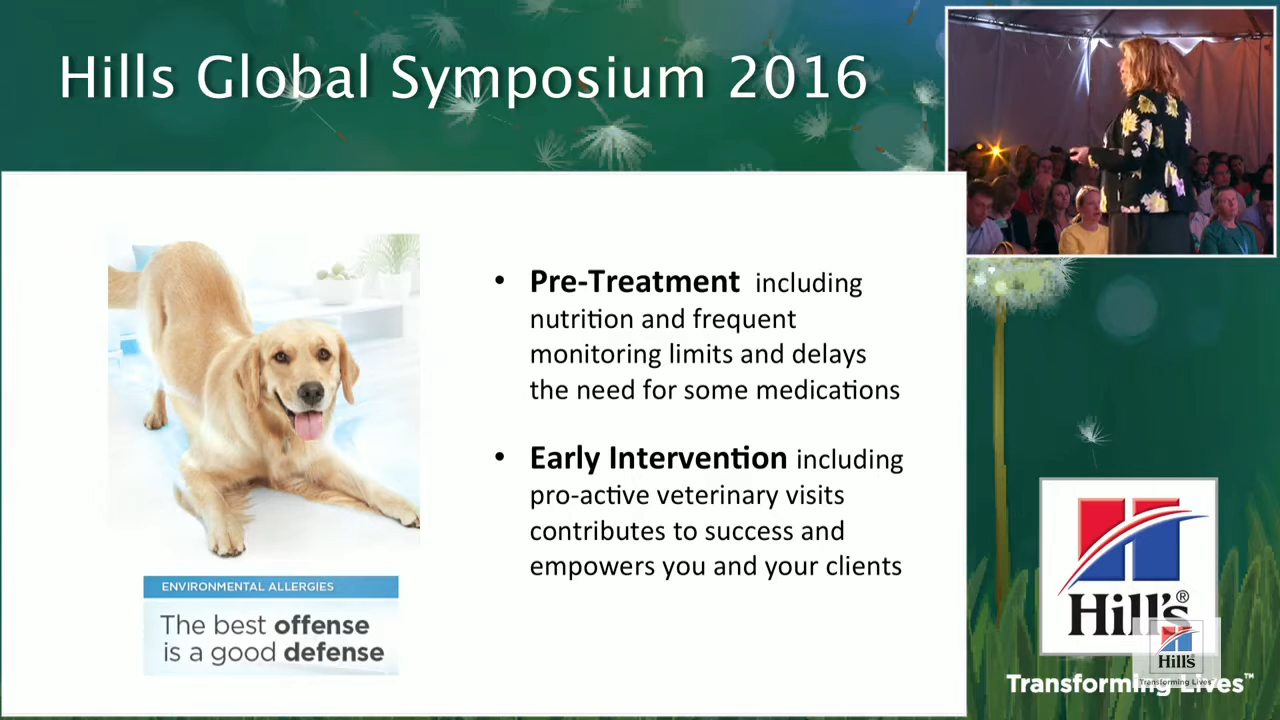 Hills Global Symposium 2016
• Pre-Treatment including
nutrition and frequent
monitoring limits and delays
the need for some medications
• Early Intervention including
pro-active veterinary visits
contributes to success and
empowers you and your clients
ENVIRONMENTAL ALLERGIES
The best offense
is a good defense
Hill's®
Transforming Lives™
Hill's
Transforming Lives™